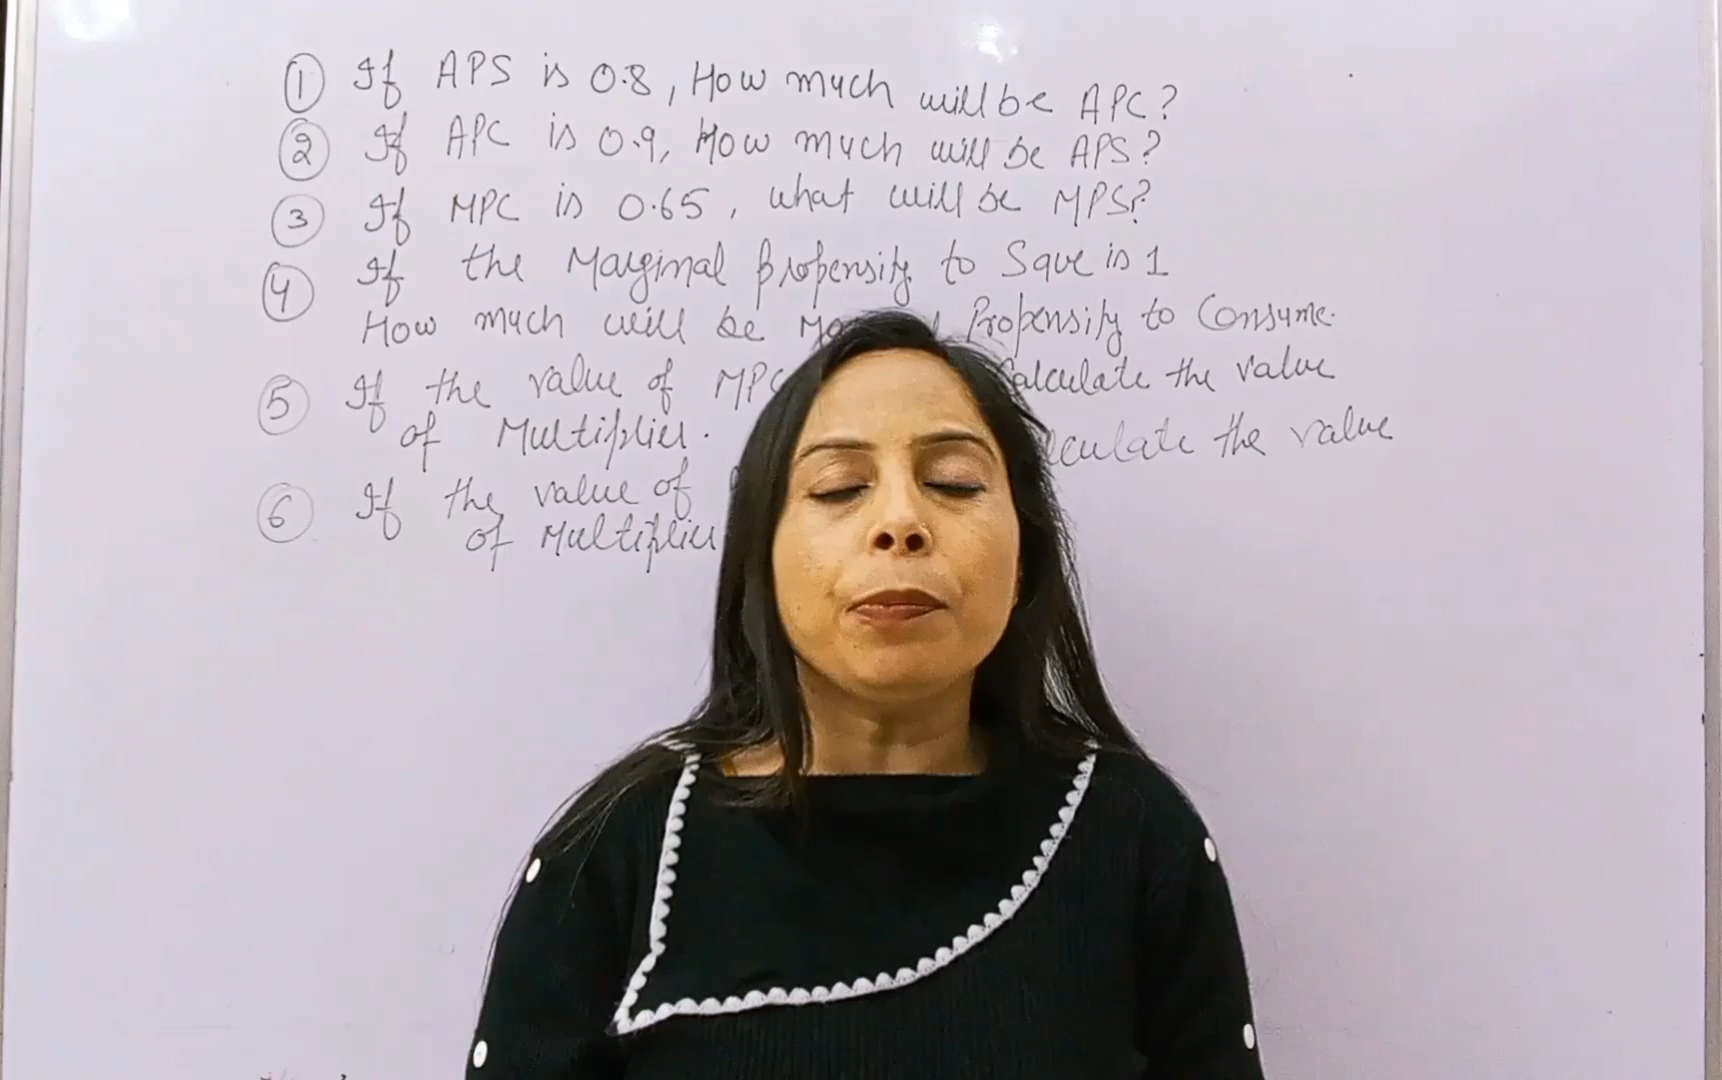 ① If APS is 0.8, How much will be APC?
② If APC is 0.9, How much will be APS?
③ If MPC is 0.65, what will be MPS?
④ If the Marginal Propensity to Save is 1
How much will be Propensity to Consume.
⑤ If the value of MPC Calculate the value
of Multiplier.
⑥ If the value of Calculate the value
of Multiplier